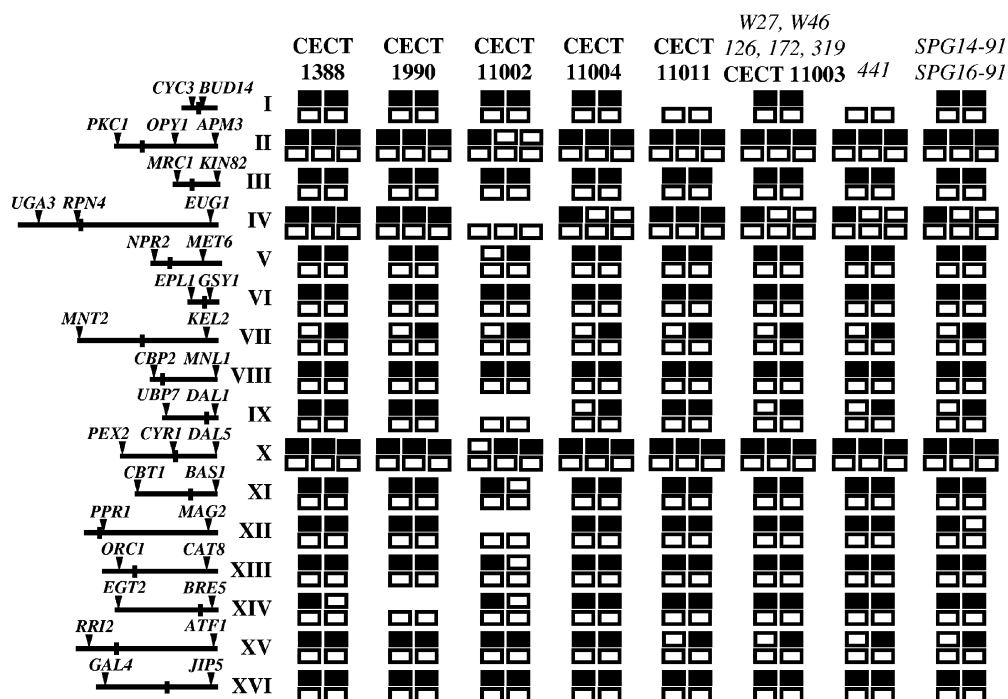 W27, W46
CECT CECT CECT CECT CECT 126, 172, 319 SPG14-91
1388 1990 11002 11004 11011 CECT 11003 441 SPG16-91
CYC3 BUD14 I
PKC1 OPY1 APM3 II
MRC1 KIN82 III
UGA3 RPN4 EUG1 IV
NPR2 MET6 V
EPL1 GSY1 VI
MNT2 KEL2 VII
CBP2 MNL1 VIII
UBP7 DAL1 IX
PEX2 CYR1 DAL5 X
CBT1 BAS1 XI
PPR1 MAG2 XII
ORC1 CAT8 XIII
EGT2 BRE5 XIV
RRI2 ATF1 XV
GAL4 JIP5 XVI